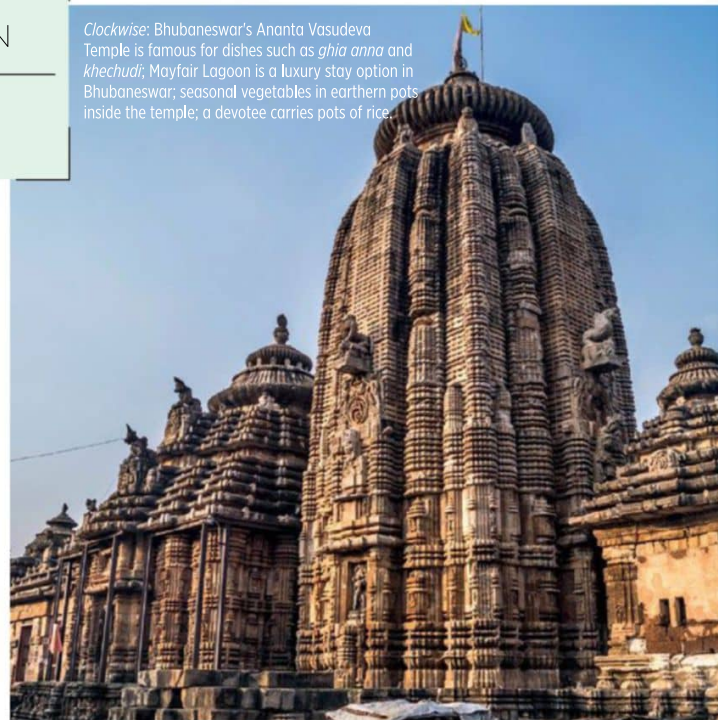 N
Clockwise: Bhubaneswar's Ananta Vasudeva
Temple is famous for dishes such as ghia anna and
khechudi; Mayfair Lagoon is a luxury stay option in
Bhubaneswar; seasonal vegetables in earthern pots
inside the temple; a devotee carries pots of rice.